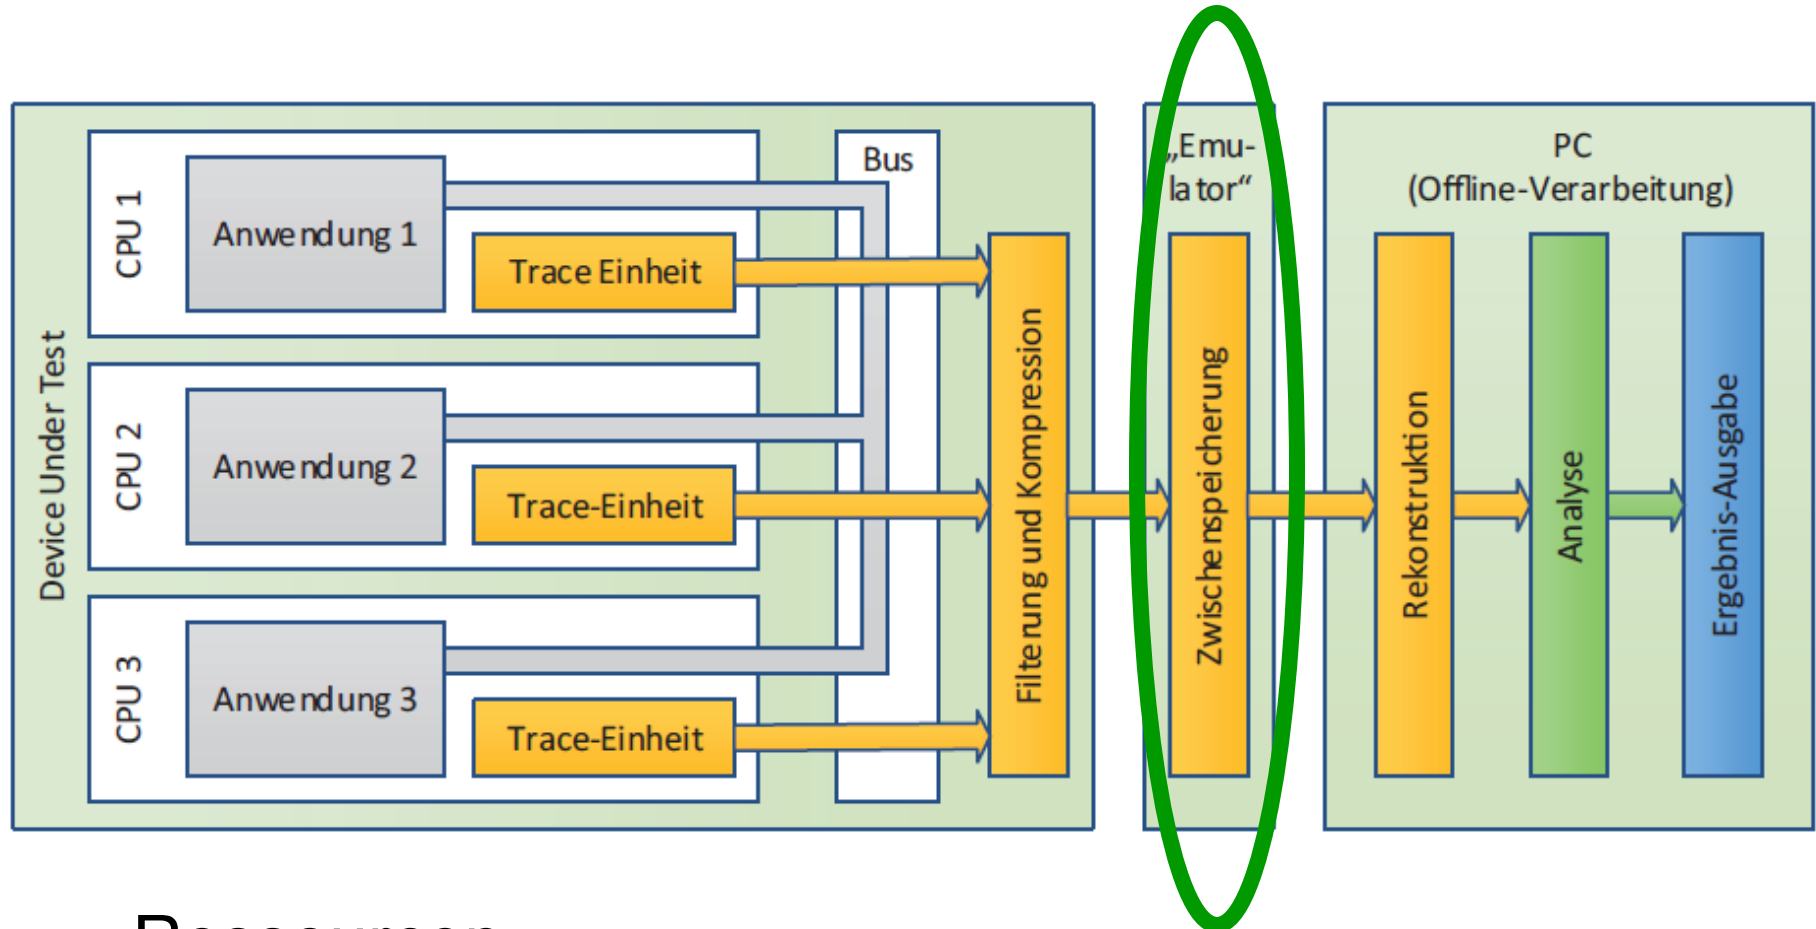 Device Under Test
CPU 1
Anwendung 1
Trace Einheit
CPU 2
Anwendung 2
Trace-Einheit
CPU 3
Anwendung 3
Trace-Einheit
Bus
Filterung und Kompression
„Emu-
lator“
Zwischenspeicherung
PC
(Offline-Verarbeitung)
Rekonstruktion
Analyse
Ergebnis-Ausgabe
Ressourcen